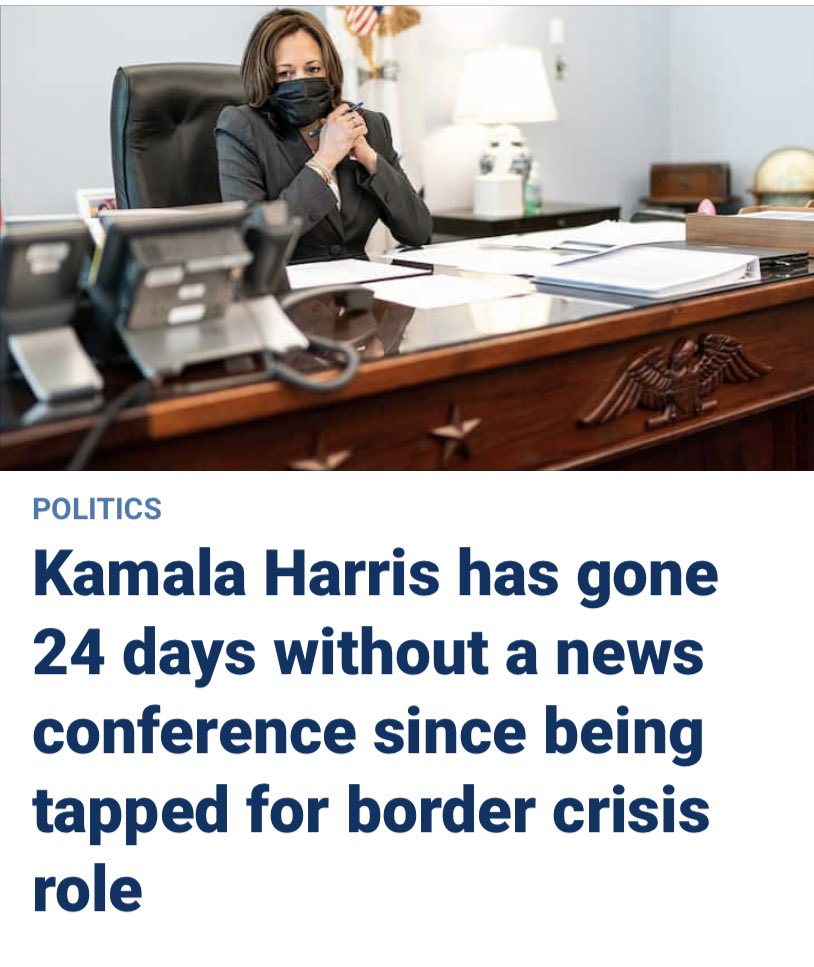 POLITICS
Kamala Harris has gone
24 days without a news
conference since being
tapped for border crisis
role